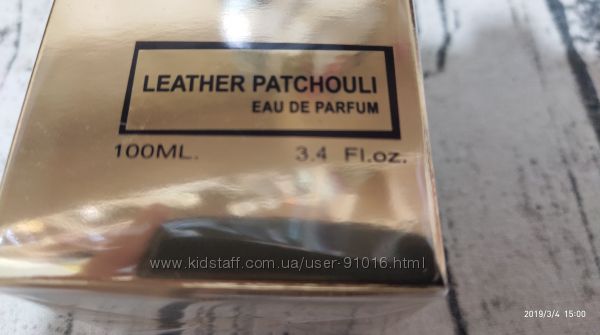 LEATHER PATCHOULI
EAU DE PARFUM
100ML. 3.4 Fl.oz.
www.kidstaff.com.ua/user-91016.html
2019/3/4 15:00